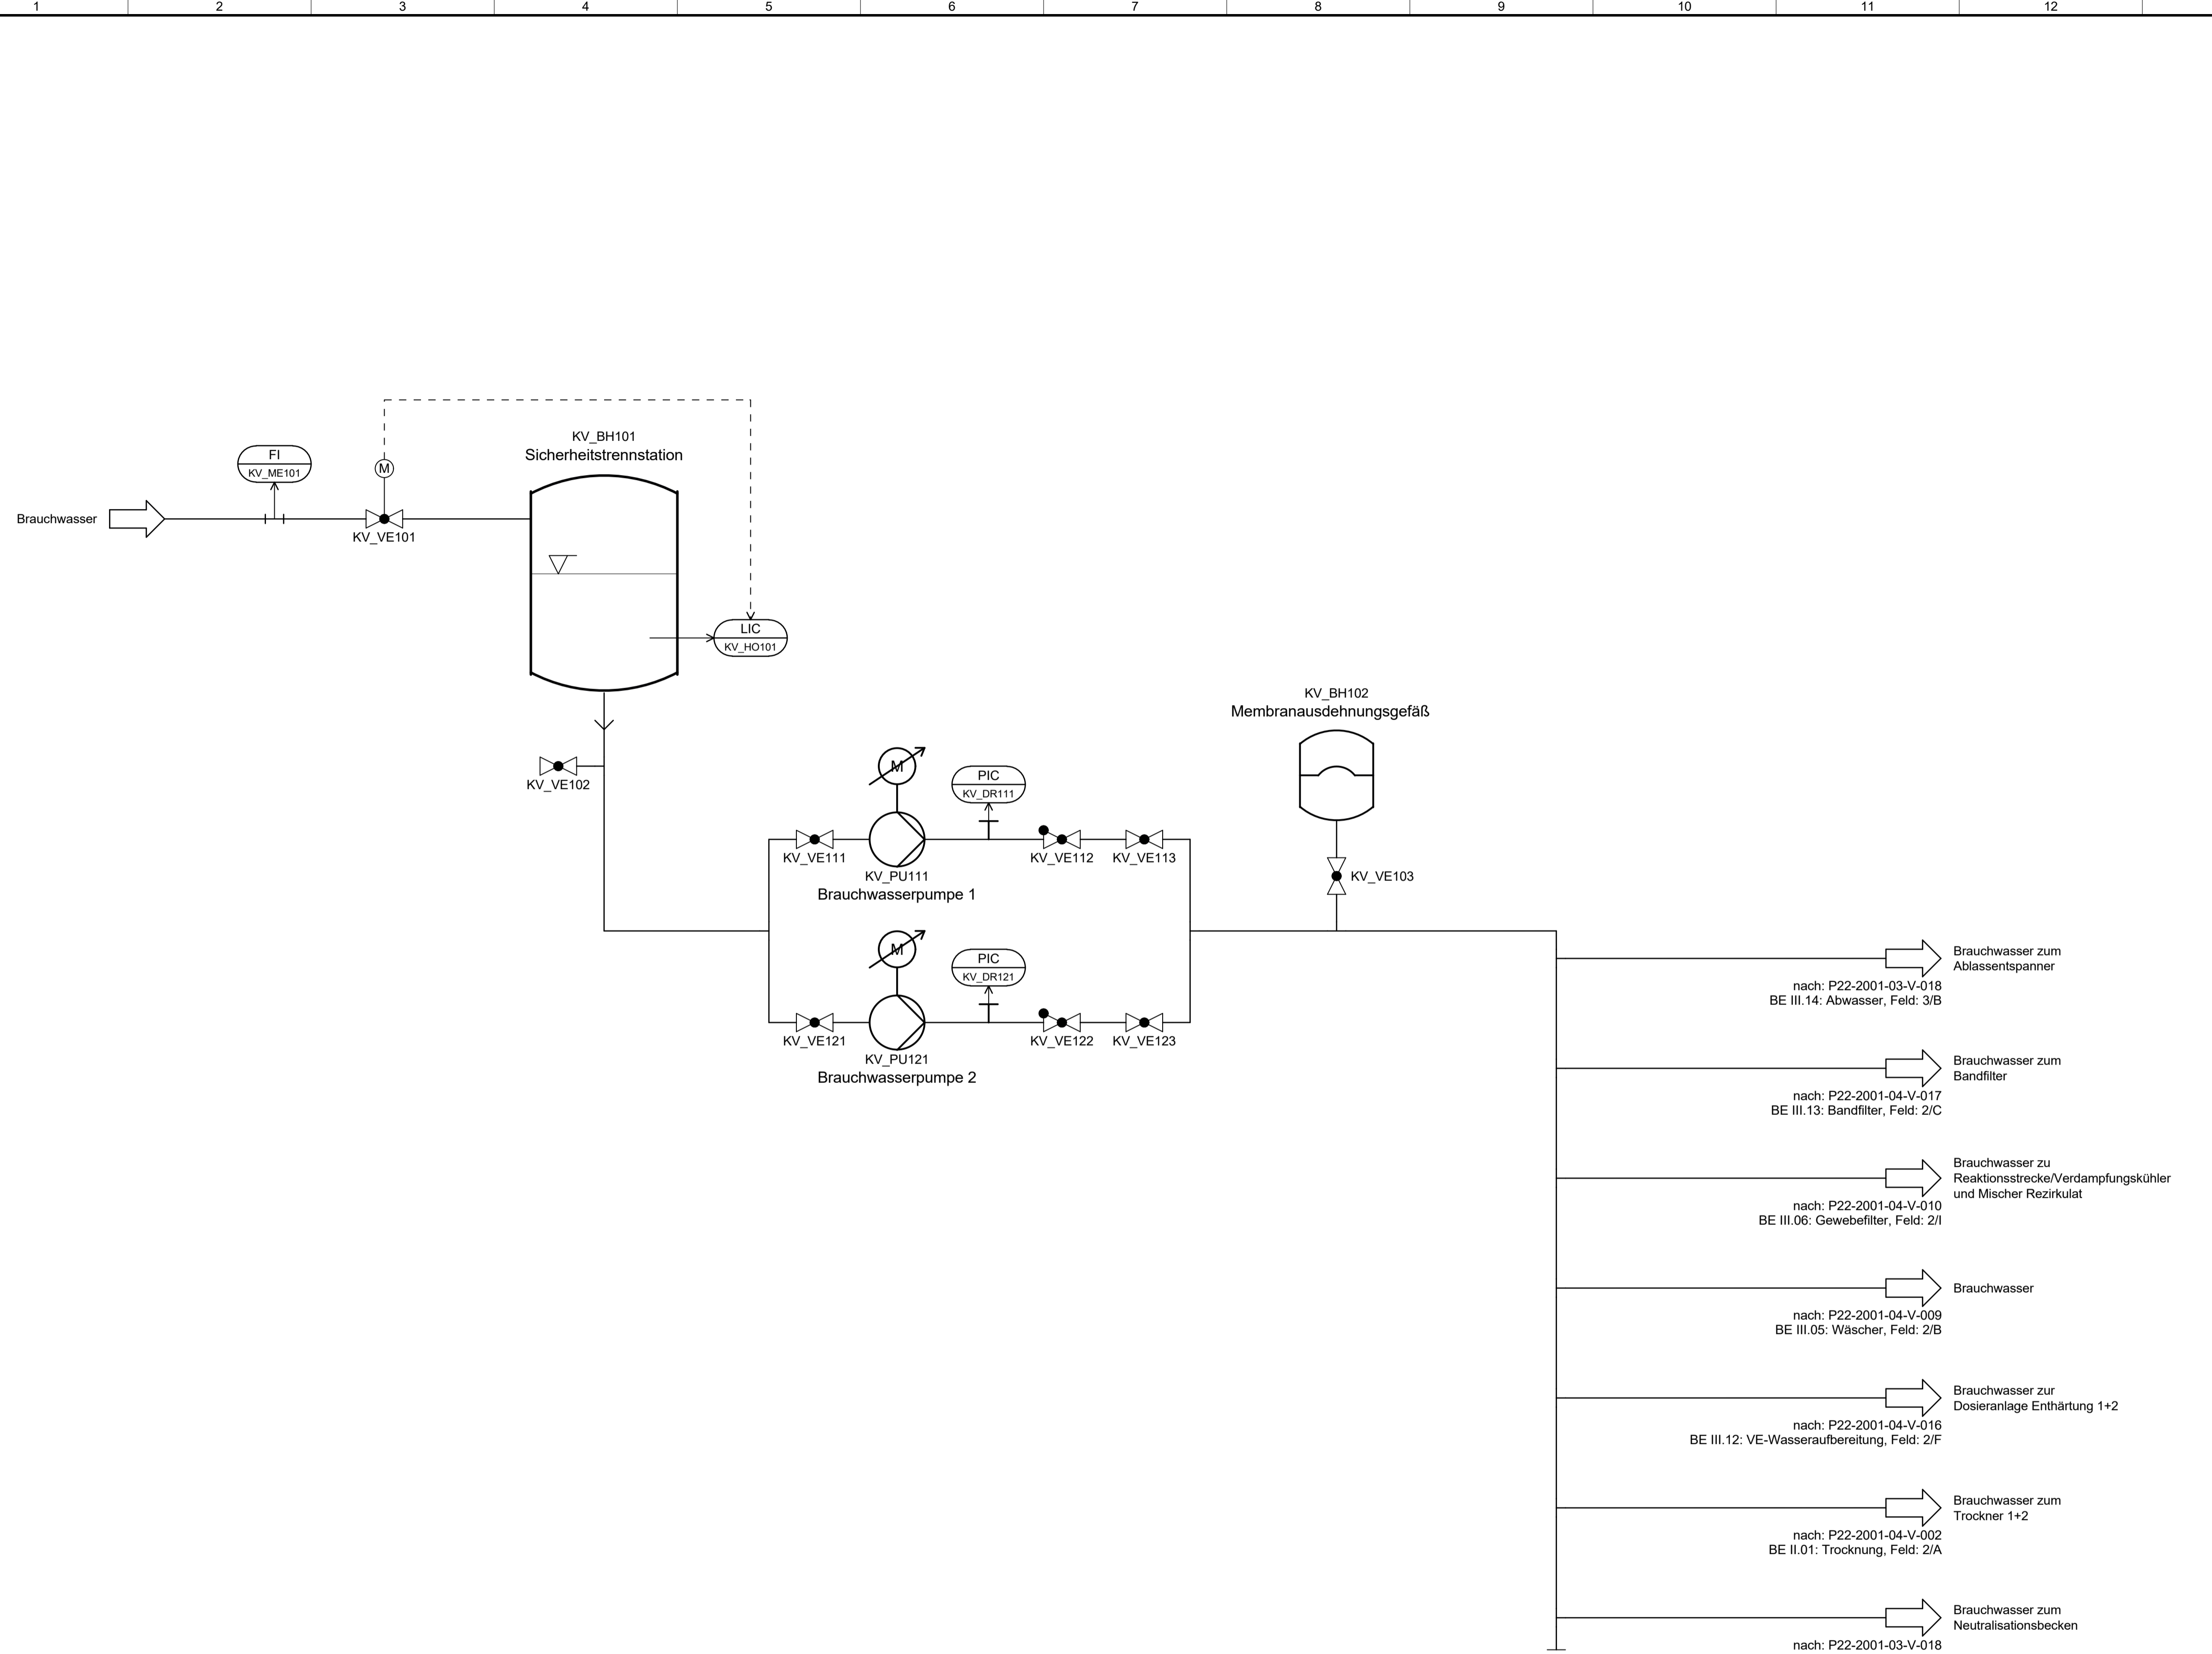 1 2 3 4 5 6 7 8 9 10 11 12
KV_BH101
Sicherheitstrennstation
FI
KV_ME101
M
Brauchwasser
KV_VE101
LIC
KV_HO101
KV_BH102
Membranausdehnungsgefäß
KV_VE102
M
PIC
KV_DR111
KV_VE111
KV_VE112
KV_VE113
KV_PU111
Brauchwasserpumpe 1
KV_VE103
M
PIC
KV_DR121
KV_VE121
KV_VE122
KV_VE123
KV_PU121
Brauchwasserpumpe 2
Brauchwasser zum
Ablassentspanner
nach: P22-2001-03-V-018
BE III.14: Abwasser, Feld: 3/B
Brauchwasser zum
Bandfilter
nach: P22-2001-04-V-017
BE III.13: Bandfilter, Feld: 2/C
Brauchwasser zu
Reaktionsstrecke/Verdampfungskühler
und Mischer Rezirkulat
nach: P22-2001-04-V-010
BE III.06: Gewebefilter, Feld: 2/I
Brauchwasser
nach: P22-2001-04-V-009
BE III.05: Wäscher, Feld: 2/B
Brauchwasser zur
Dosieranlage Enthärtung 1+2
nach: P22-2001-04-V-016
BE III.12: VE-Wasseraufbereitung, Feld: 2/F
Brauchwasser zum
Trockner 1+2
nach: P22-2001-04-V-002
BE II.01: Trocknung, Feld: 2/A
Brauchwasser zum
Neutralisationsbecken
nach: P22-2001-03-V-018